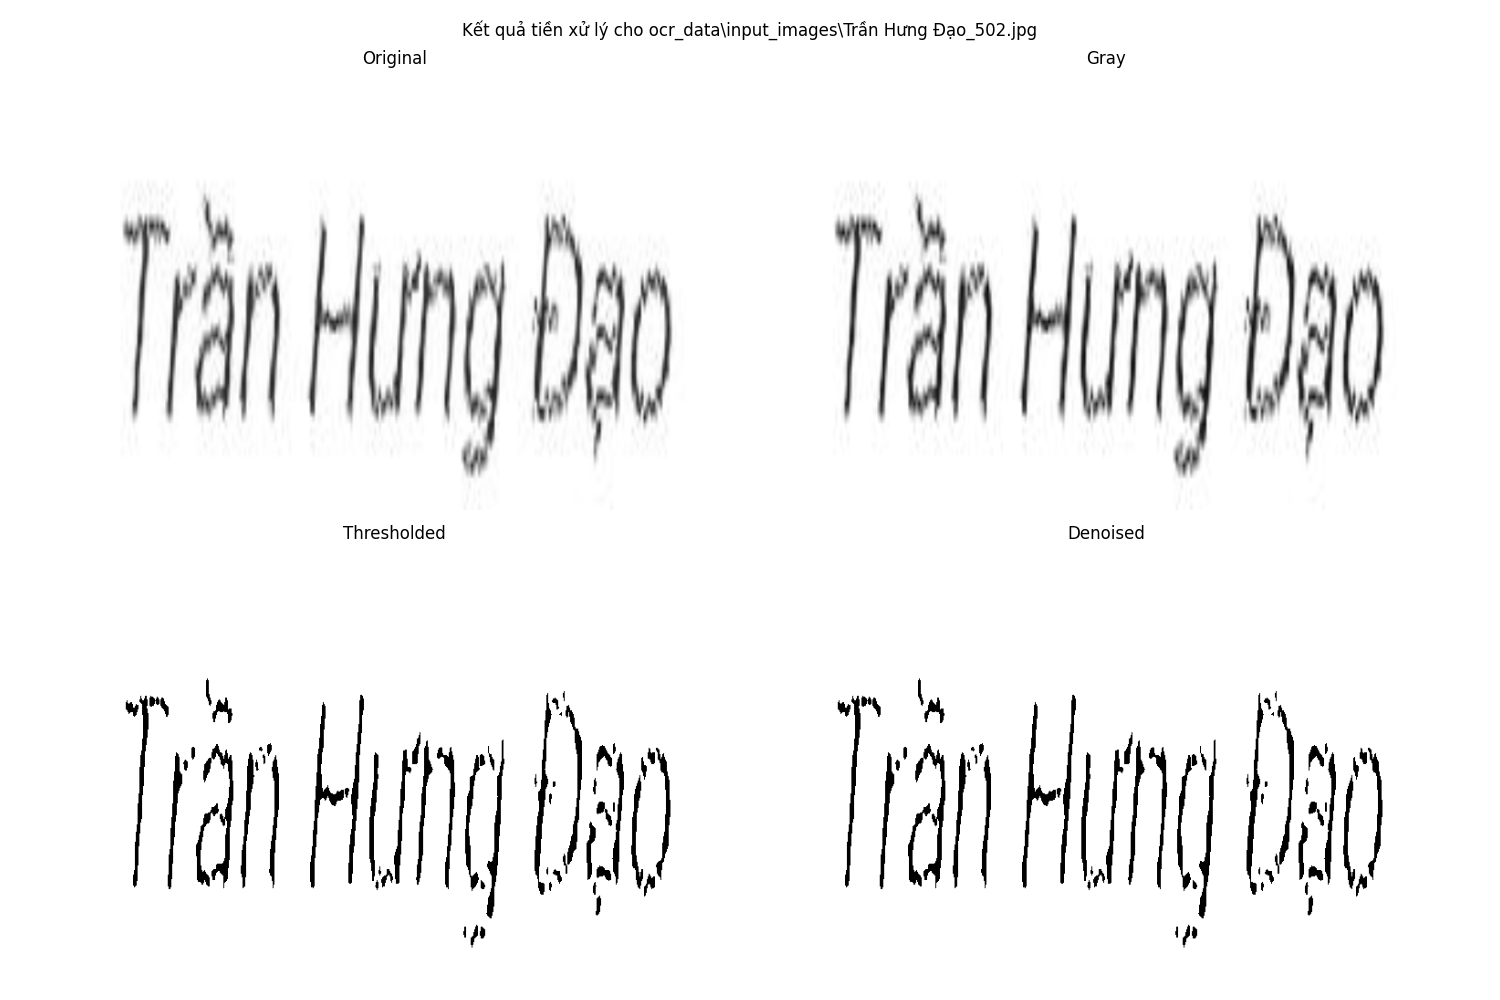 Kết quả tiền xử lý cho ocr_data\input_images\Trần Hưng Đạo_502.jpg
Original
Gray
Trần Hưng Đạo
Trần Hưng Đạo
Thresholded
Denoised
Trần Hưng Đạo
Trần Hưng Đạo